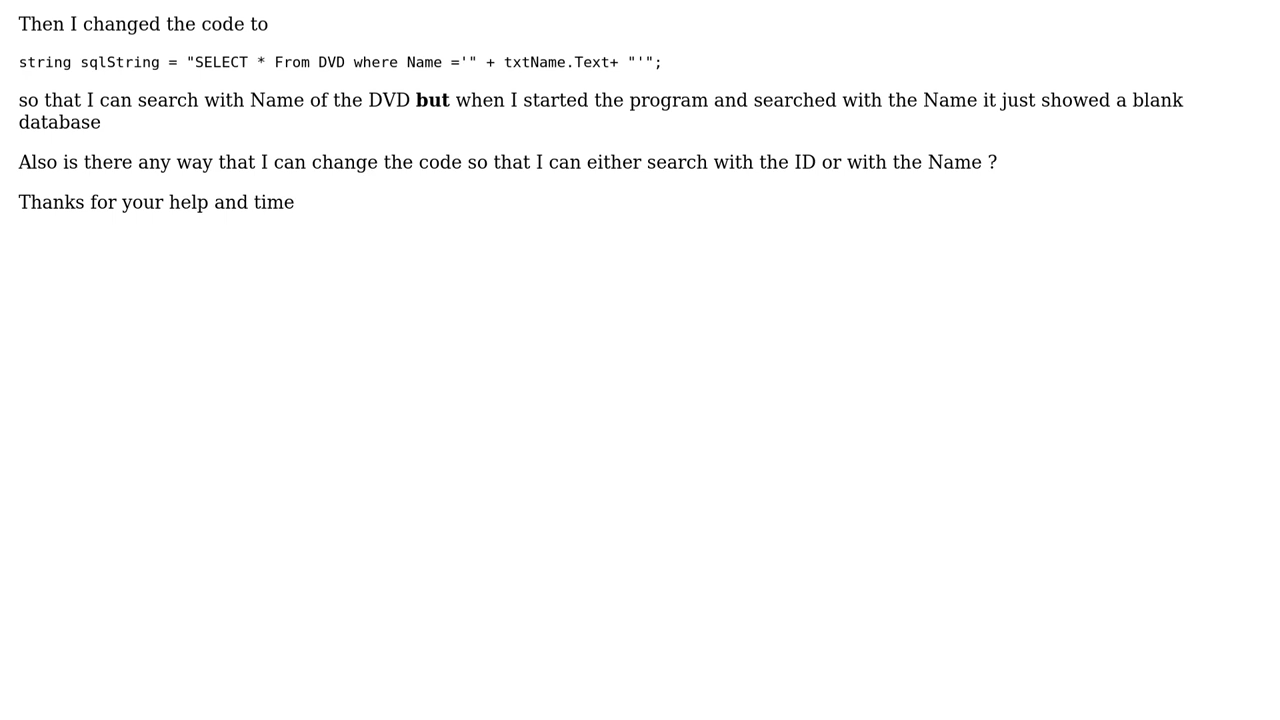 Then I changed the code to
string sqlString = "SELECT * From DVD where Name ='" + txtName.Text+ "'";
so that I can search with Name of the DVD but when I started the program and searched with the Name it just showed a blank
database
Also is there any way that I can change the code so that I can either search with the ID or with the Name ?
Thanks for your help and time